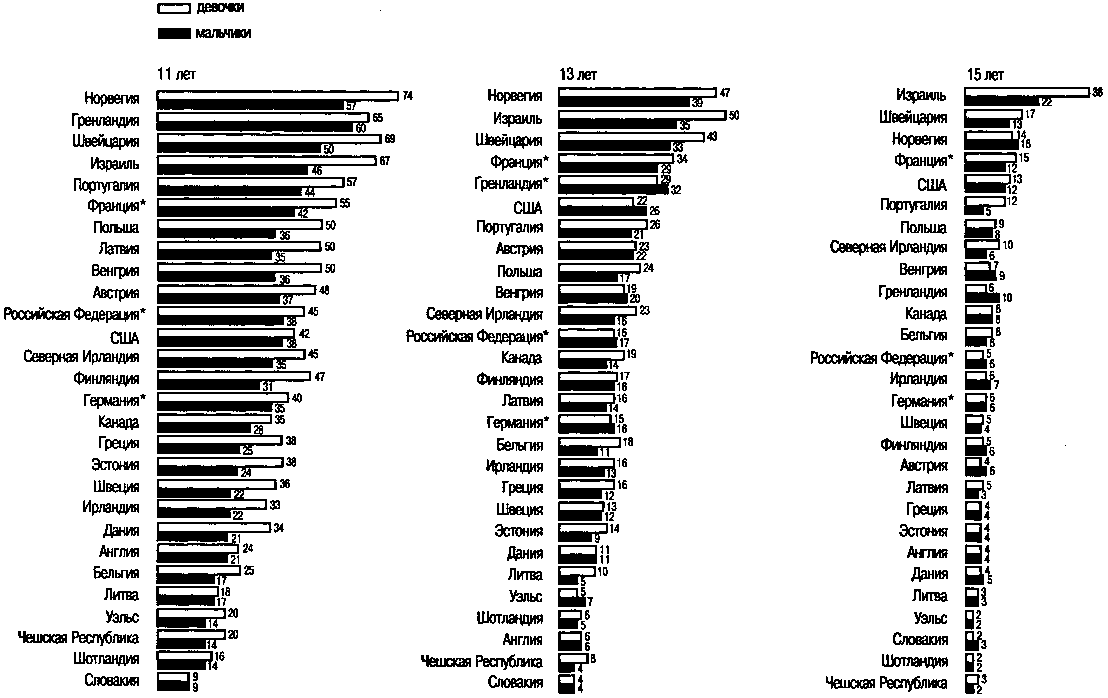 девочки
мальчики
11 лет
Норвегия 74 57
Гренландия 65 60
Швейцария 69 50
Израиль 67 46
Португалия 57 44
Франция* 55 42
Польша 50 36
Латвия 50 35
Венгрия 50 36
Австрия 48 37
Российская Федерация* 45 38
США 42 38
Северная Ирландия 45 35
Финляндия 47 31
Германия* 40 35
Канада 35 28
Греция 38 25
Эстония 38 24
Швеция 36 22
Ирландия 33 22
Дания 34 21
Англия 24 21
Бельгия 25 17
Литва 18 17
Уэльс 20 14
Чешская Республика 20 14
Шотландия 16 14
Словакия 9 9
13 лет
Норвегия 47 39
Израиль 50 35
Швейцария 43 33
Франция* 34 29
Гренландия* 29 32
США 22 26
Португалия 26 21
Австрия 23 22
Польша 24 17
Венгрия 19 20
Северная Ирландия 23 16
Российская Федерация* 16 17
Канада 19 14
Финляндия 17 16
Латвия 16 14
Германия* 15 16
Бельгия 18 11
Ирландия 16 13
Греция 16 12
Швеция 13 12
Эстония 14 9
Дания 11 11
Литва 10 5
Уэльс 5 7
Шотландия 6 5
Англия 6 6
Чешская Республика 8 4
Словакия 4 4
15 лет
Израиль 22
Швейцария 17 13
Норвегия 14 16
Франция* 15 12
США 13 12
Португалия 12 5
Польша 9 8
Северная Ирландия 10 6
Венгрия 7 9
Гренландия 6 10
Канада 8 8
Бельгия 8
Российская Федерация* 5 6
Ирландия 6 7
Германия* 6 6
Швеция 5 4
Финляндия 5 6
Австрия 4 6
Латвия 5 3
Греция 4 4
Эстония 4 4
Англия 4 4
Дания 4 5
Литва 3 3
Уэльс 2 2
Словакия 2 3
Шотландия 2 2
Чешская Республика 3 2